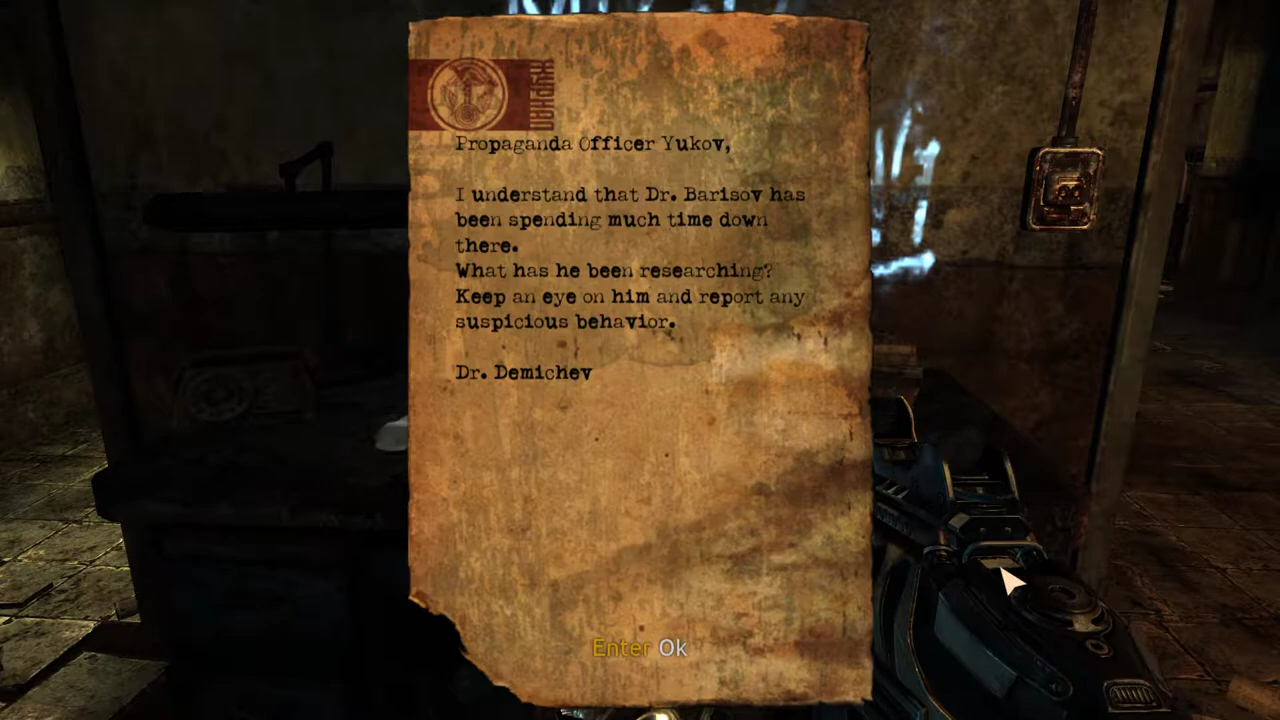 Propaganda Officer Yukov,
I understand that Dr. Barisov has
been spending much time down
there.
What has he been researching?
Keep an eye on him and report any
suspicious behavior.
Dr. Demichev
Enter Ok